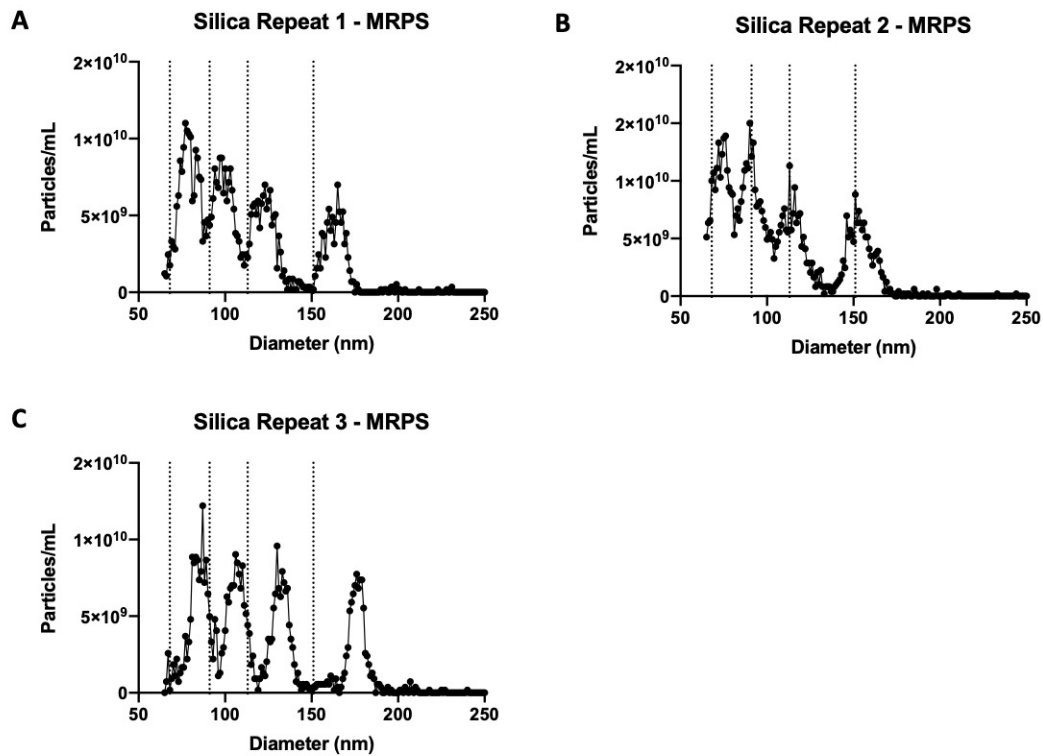 A
Silica Repeat 1 - MRPS
Particles/mL
2×10¹⁰
1×10¹⁰
5×10⁹
0
50 100 150 200 250
Diameter (nm)
B
Silica Repeat 2 - MRPS
Particles/mL
2×10¹⁰
2×10¹⁰
1×10¹⁰
5×10⁹
0
50 100 150 200 250
Diameter (nm)
C
Silica Repeat 3 - MRPS
Particles/mL
2×10¹⁰
1×10¹⁰
5×10⁹
0
50 100 150 200 250
Diameter (nm)